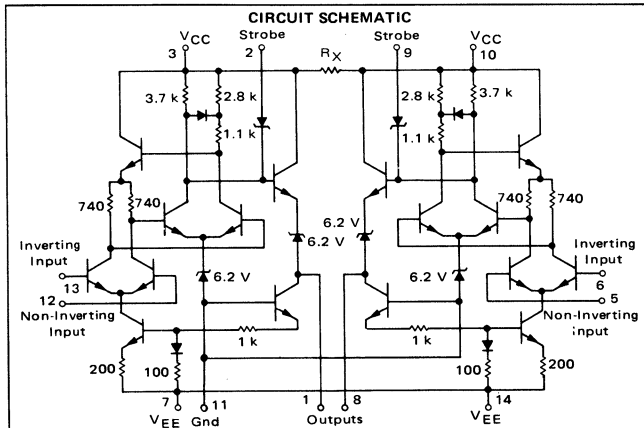 CIRCUIT SCHEMATIC
VCC Strobe RX Strobe VCC
3 2 9 10
3.7 k 2.8 k 2.8 k 3.7 k
1.1 k 1.1 k
740 740 740 740
6.2 V 6.2 V
Inverting Input Inverting Input
6.2 V 6.2 V
13 6
12 5
Non-Inverting Input Non-Inverting Input
1 k 1 k
200 100 100 200
7 11 1 8 14
VEE Gnd Outputs VEE